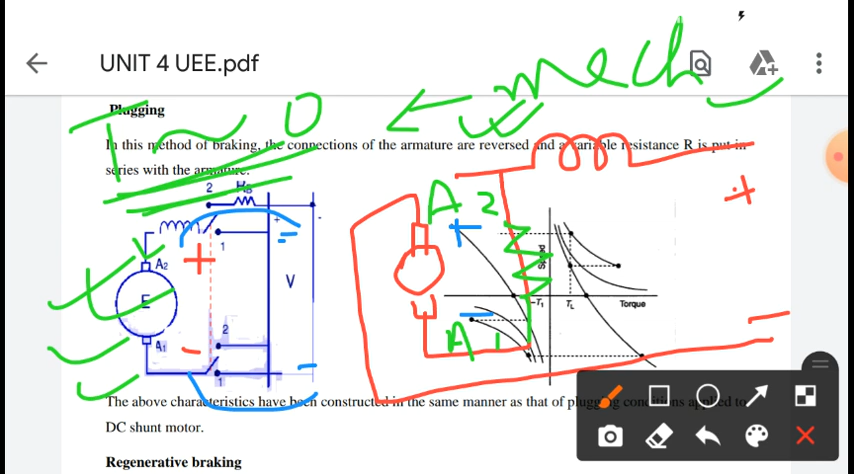 UNIT 4 UEE.pdf
mech
Plugging
In this method of braking, the connections of the armature are reversed and a variable resistance R is put in
series with the armature.
I ~ 0
2
1
A2
E
A1
2
1
+
V
A2
+
-
A1
+
-
Speed
-T1
TL
Torque
The above characteristics have been constructed in the same manner as that of plugging conditions applied to
DC shunt motor.
Regenerative braking